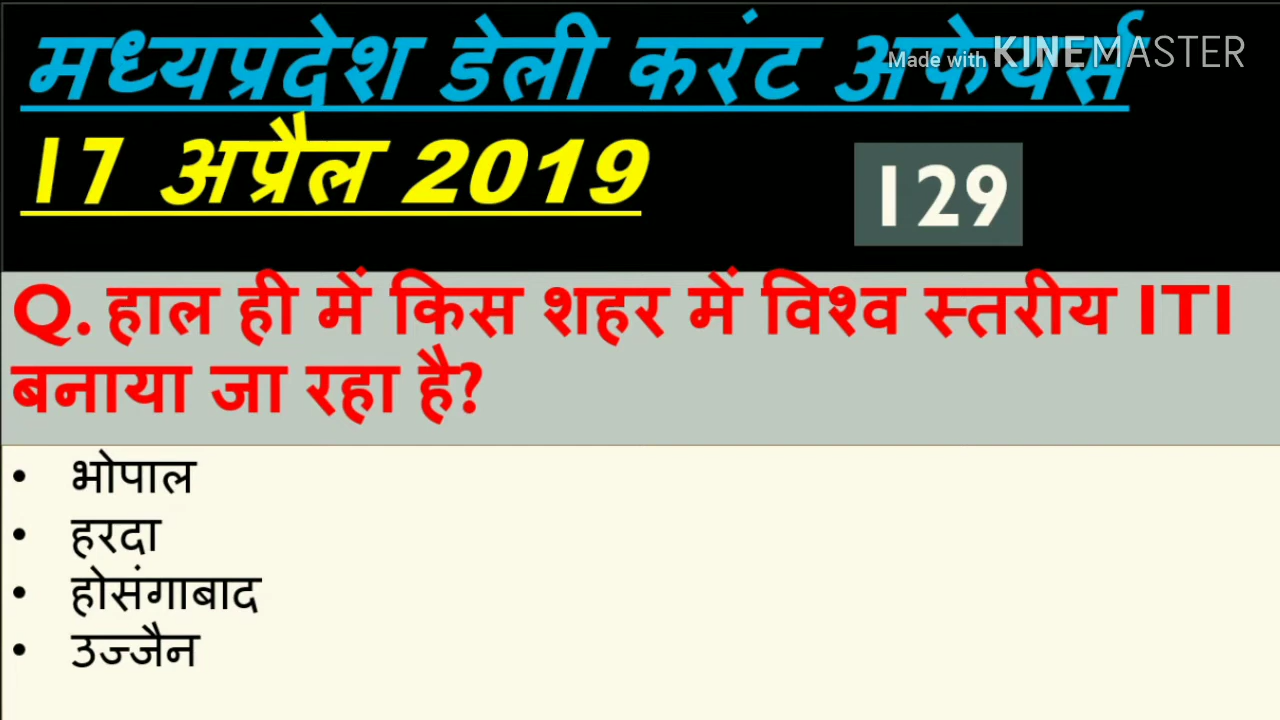 मध्यप्रदेश डेली करंट अफेयर्स
Made with KINEMASTER
17 अप्रैल 2019
129
Q. हाल ही में किस शहर में विश्व स्तरीय ITI
बनाया जा रहा है?
• भोपाल
• हरदा
• होसंगाबाद
• उज्जैन